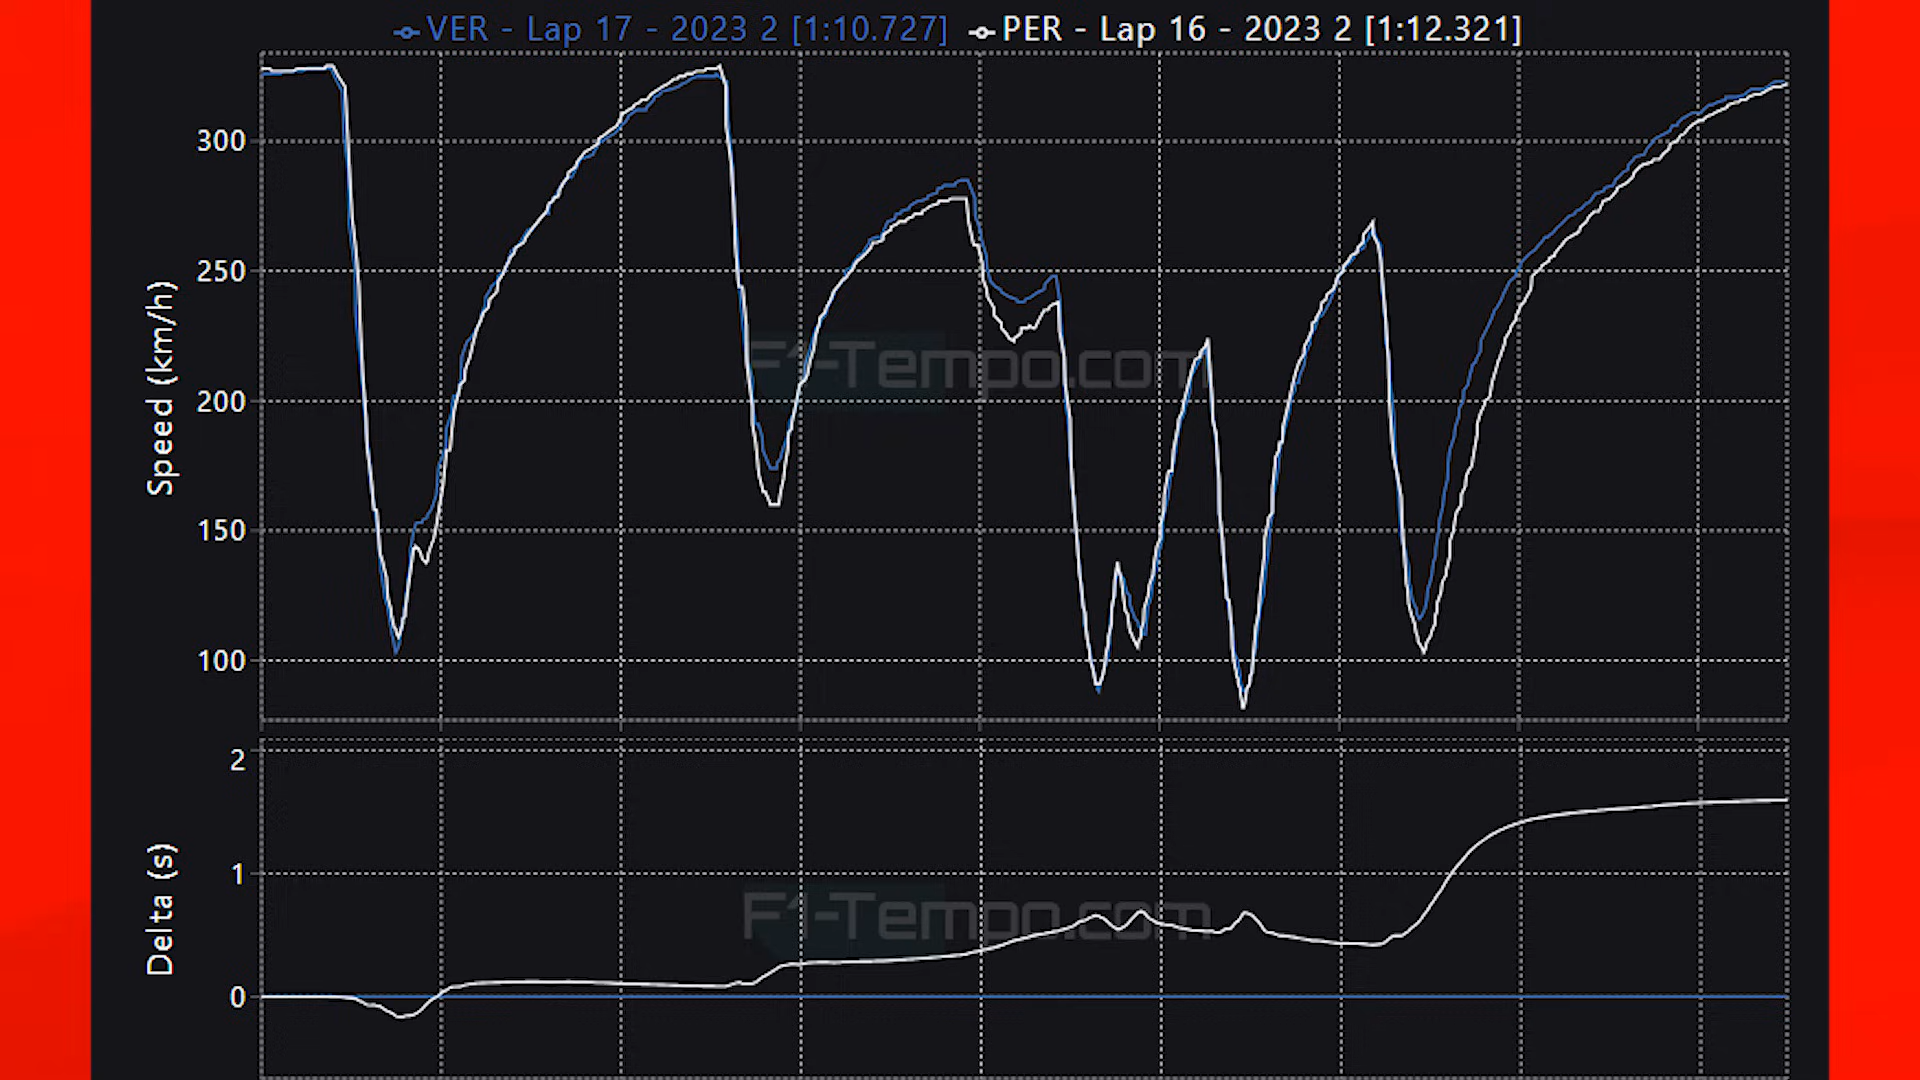 VER - Lap 17 - 2023 2 [1:10.727] PER - Lap 16 - 2023 2 [1:12.321]
300
250
200
150
100
Speed (km/h)
F1-Tempo.com
2
1
0
Delta (s)
F1-Tempo.com